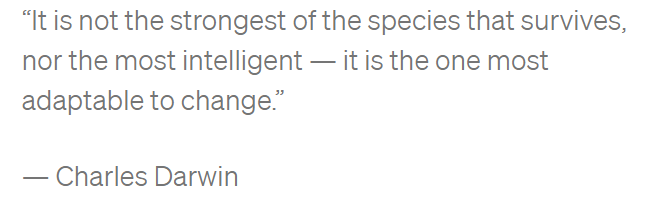 “It is not the strongest of the species that survives,
nor the most intelligent — it is the one most
adaptable to change.”
— Charles Darwin